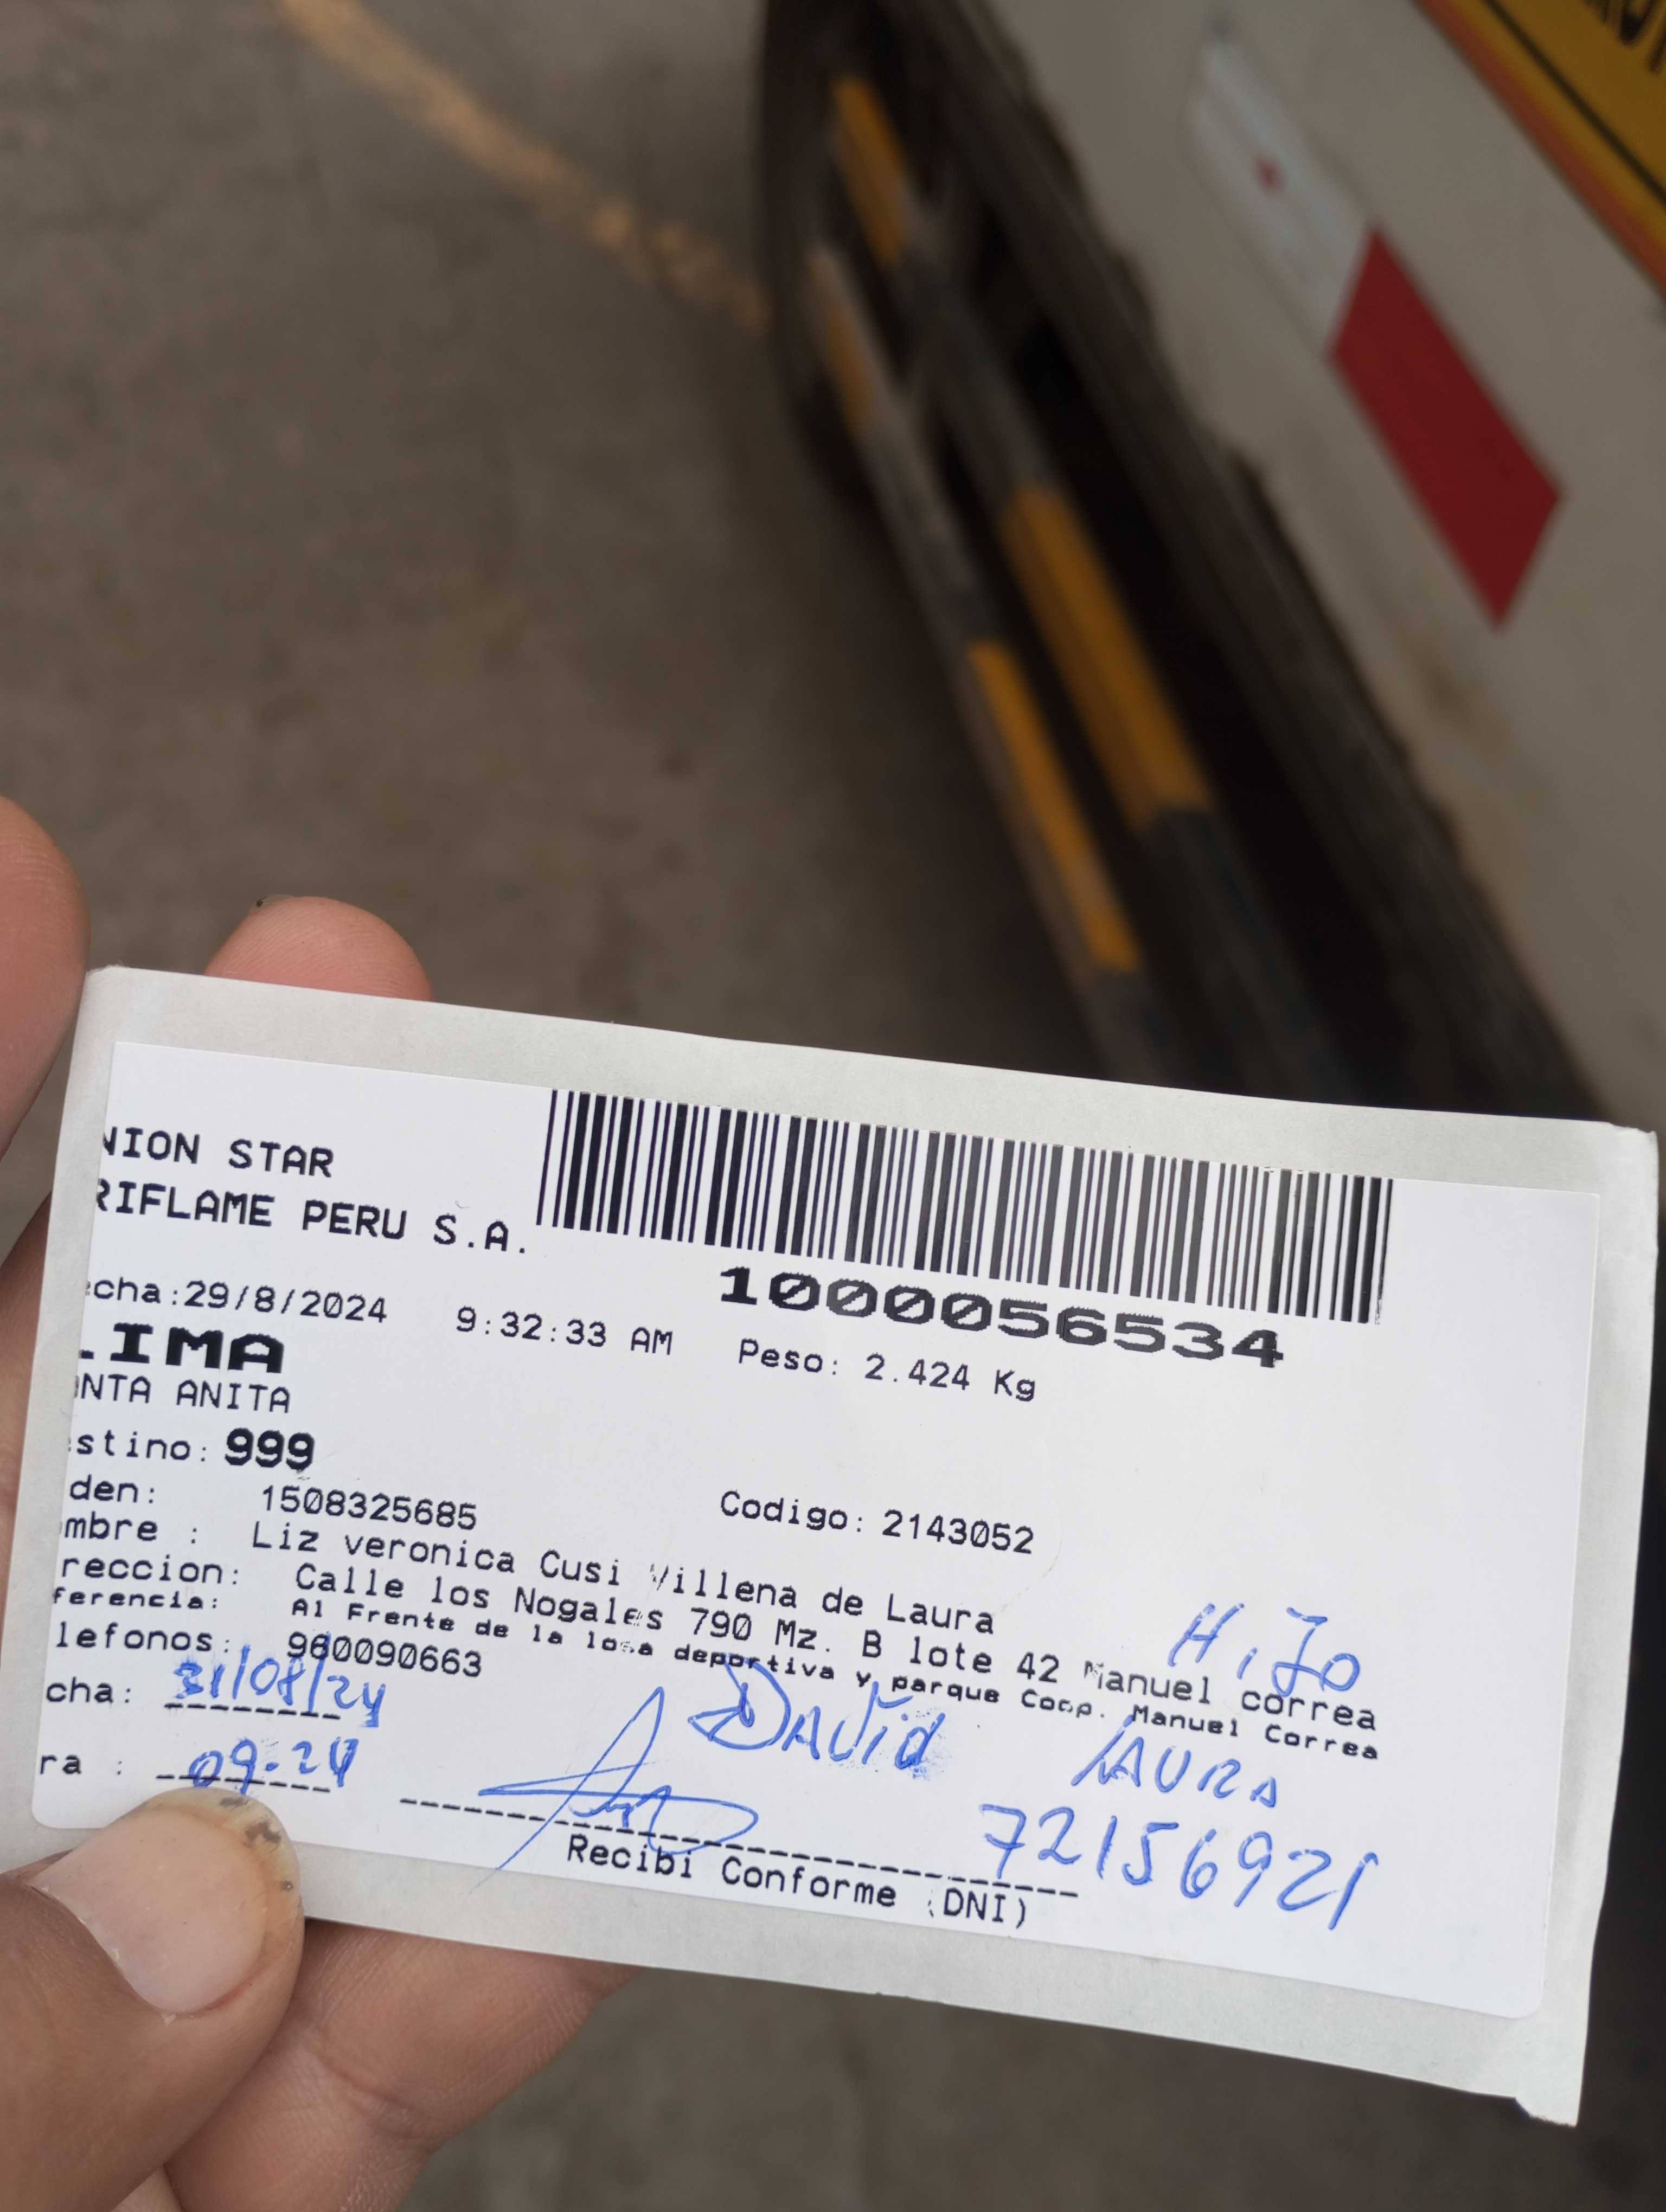 NION STAR
RIFLAME PERU S.A.
echa:29/8/2024 9:32:33 AM
1000056534
Peso: 2.424 Kg
LIMA
NTA ANITA
stino: 999
den: 1508325685 Codigo: 2143052
mbre : Liz veronica Cusi Villena de Laura
reccion: Calle los Nogales 790 Mz. B lote 42 Manuel correa
ferencia: Al Frente de la losa deportiva y parque Coop. Manuel Correa
lefonos: 960090663
HiJo
cha: 31/08/24
DAViD LAURA
ra : 09-24
72156921
Recibi Conforme (DNI)